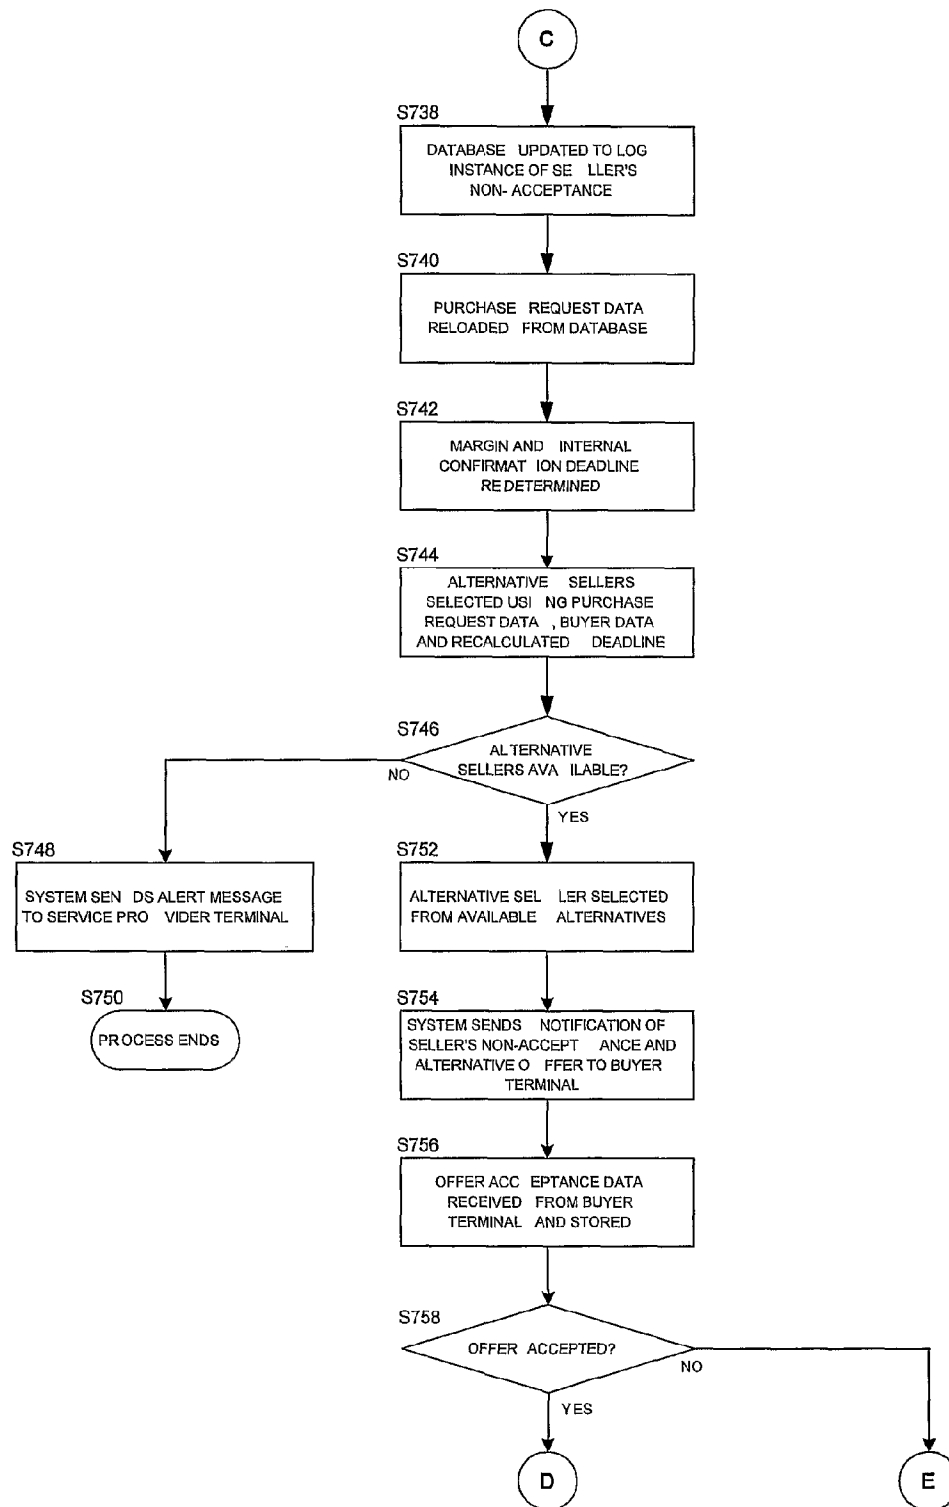 C
S738
DATABASE UPDATED TO LOG
INSTANCE OF SE LLER'S
NON- ACCEPTANCE
S740
PURCHASE REQUEST DATA
RELOADED FROM DATABASE
S742
MARGIN AND INTERNAL
CONFIRMAT ION DEADLINE
RE DETERMINED
S744
ALTERNATIVE SELLERS
SELECTED USI NG PURCHASE
REQUEST DATA , BUYER DATA
AND RECALCULATED DEADLINE
S746
ALTERNATIVE
SELLERS AVA ILABLE?
NO
YES
S748
SYSTEM SEN DS ALERT MESSAGE
TO SERVICE PRO VIDER TERMINAL
S750
PROCESS ENDS
S752
ALTERNATIVE SEL LER SELECTED
FROM AVAILABLE ALTERNATIVES
S754
SYSTEM SENDS NOTIFICATION OF
SELLER'S NON-ACCEPT ANCE AND
ALTERNATIVE O FFER TO BUYER
TERMINAL
S756
OFFER ACC EPTANCE DATA
RECEIVED FROM BUYER
TERMINAL AND STORED
S758
OFFER ACCEPTED?
NO
YES
D
E